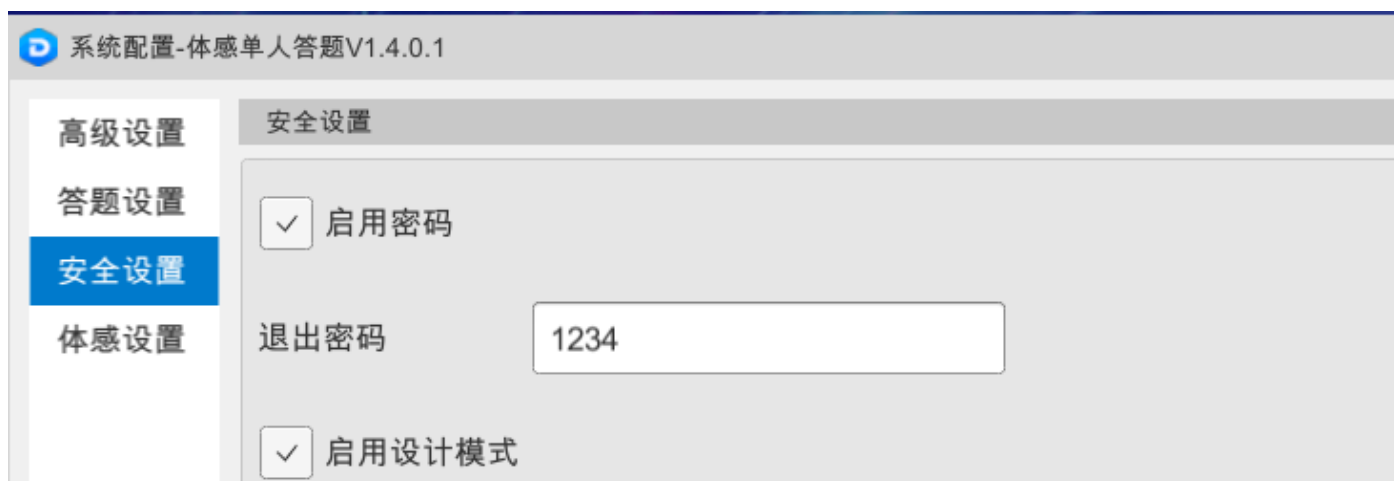 系统配置-体感单人答题V1.4.0.1
高级设置
答题设置
安全设置
体感设置
安全设置
启用密码
退出密码
1234
启用设计模式